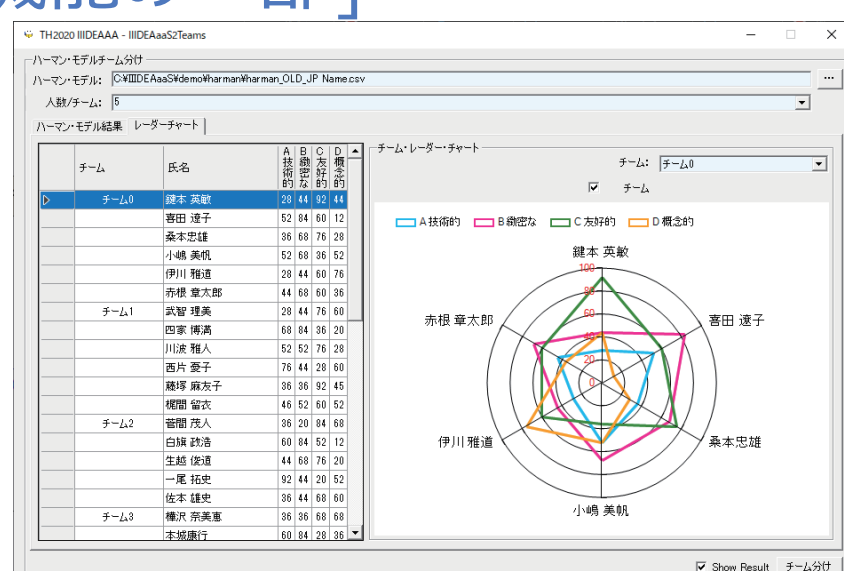 成形の一部」
TH2020 IIIDEAAA - IIIDEAaaS2Teams
ハーマン・モデルチーム分け
ハーマン・モデル: C:¥IIIDEAaaS¥demo¥harman¥harman_OLD_JP Name.csv ...
人数/チーム: 5
ハーマン・モデル結果 レーダーチャート
チーム 氏名 A技術的 B緻密な C友好的 D概念的
チーム0 鍵本 英敏 28 44 92 44
喜田 遼子 52 84 60 12
桑本忠雄 36 68 76 28
小嶋 美帆 52 68 36 52
伊川 雅道 28 44 60 76
赤根 章太郎 44 68 60 36
チーム1 武智 理美 28 44 76 60
四家 博満 68 84 36 20
川波 雅人 52 52 76 28
西片 憂子 76 44 28 60
藤塚 麻友子 36 36 92 45
梶間 留衣 46 52 60 52
チーム2 菅間 茂人 36 20 84 68
白旗 政浩 60 84 52 12
生越 俊道 44 68 76 20
一尾 拓史 92 44 20 52
佐本 雄史 36 44 68 60
チーム3 樺沢 奈美恵 36 36 68 68
本城康行 60 84 28 36
チーム・レーダー・チャート
チーム: チーム0
チーム
A 技術的 B 緻密な C 友好的 D 概念的
鍵本 英敏
100
80
60
40
20
0
赤根 章太郎
喜田 遼子
伊川 雅道
桑本忠雄
小嶋 美帆
Show Result チーム分け